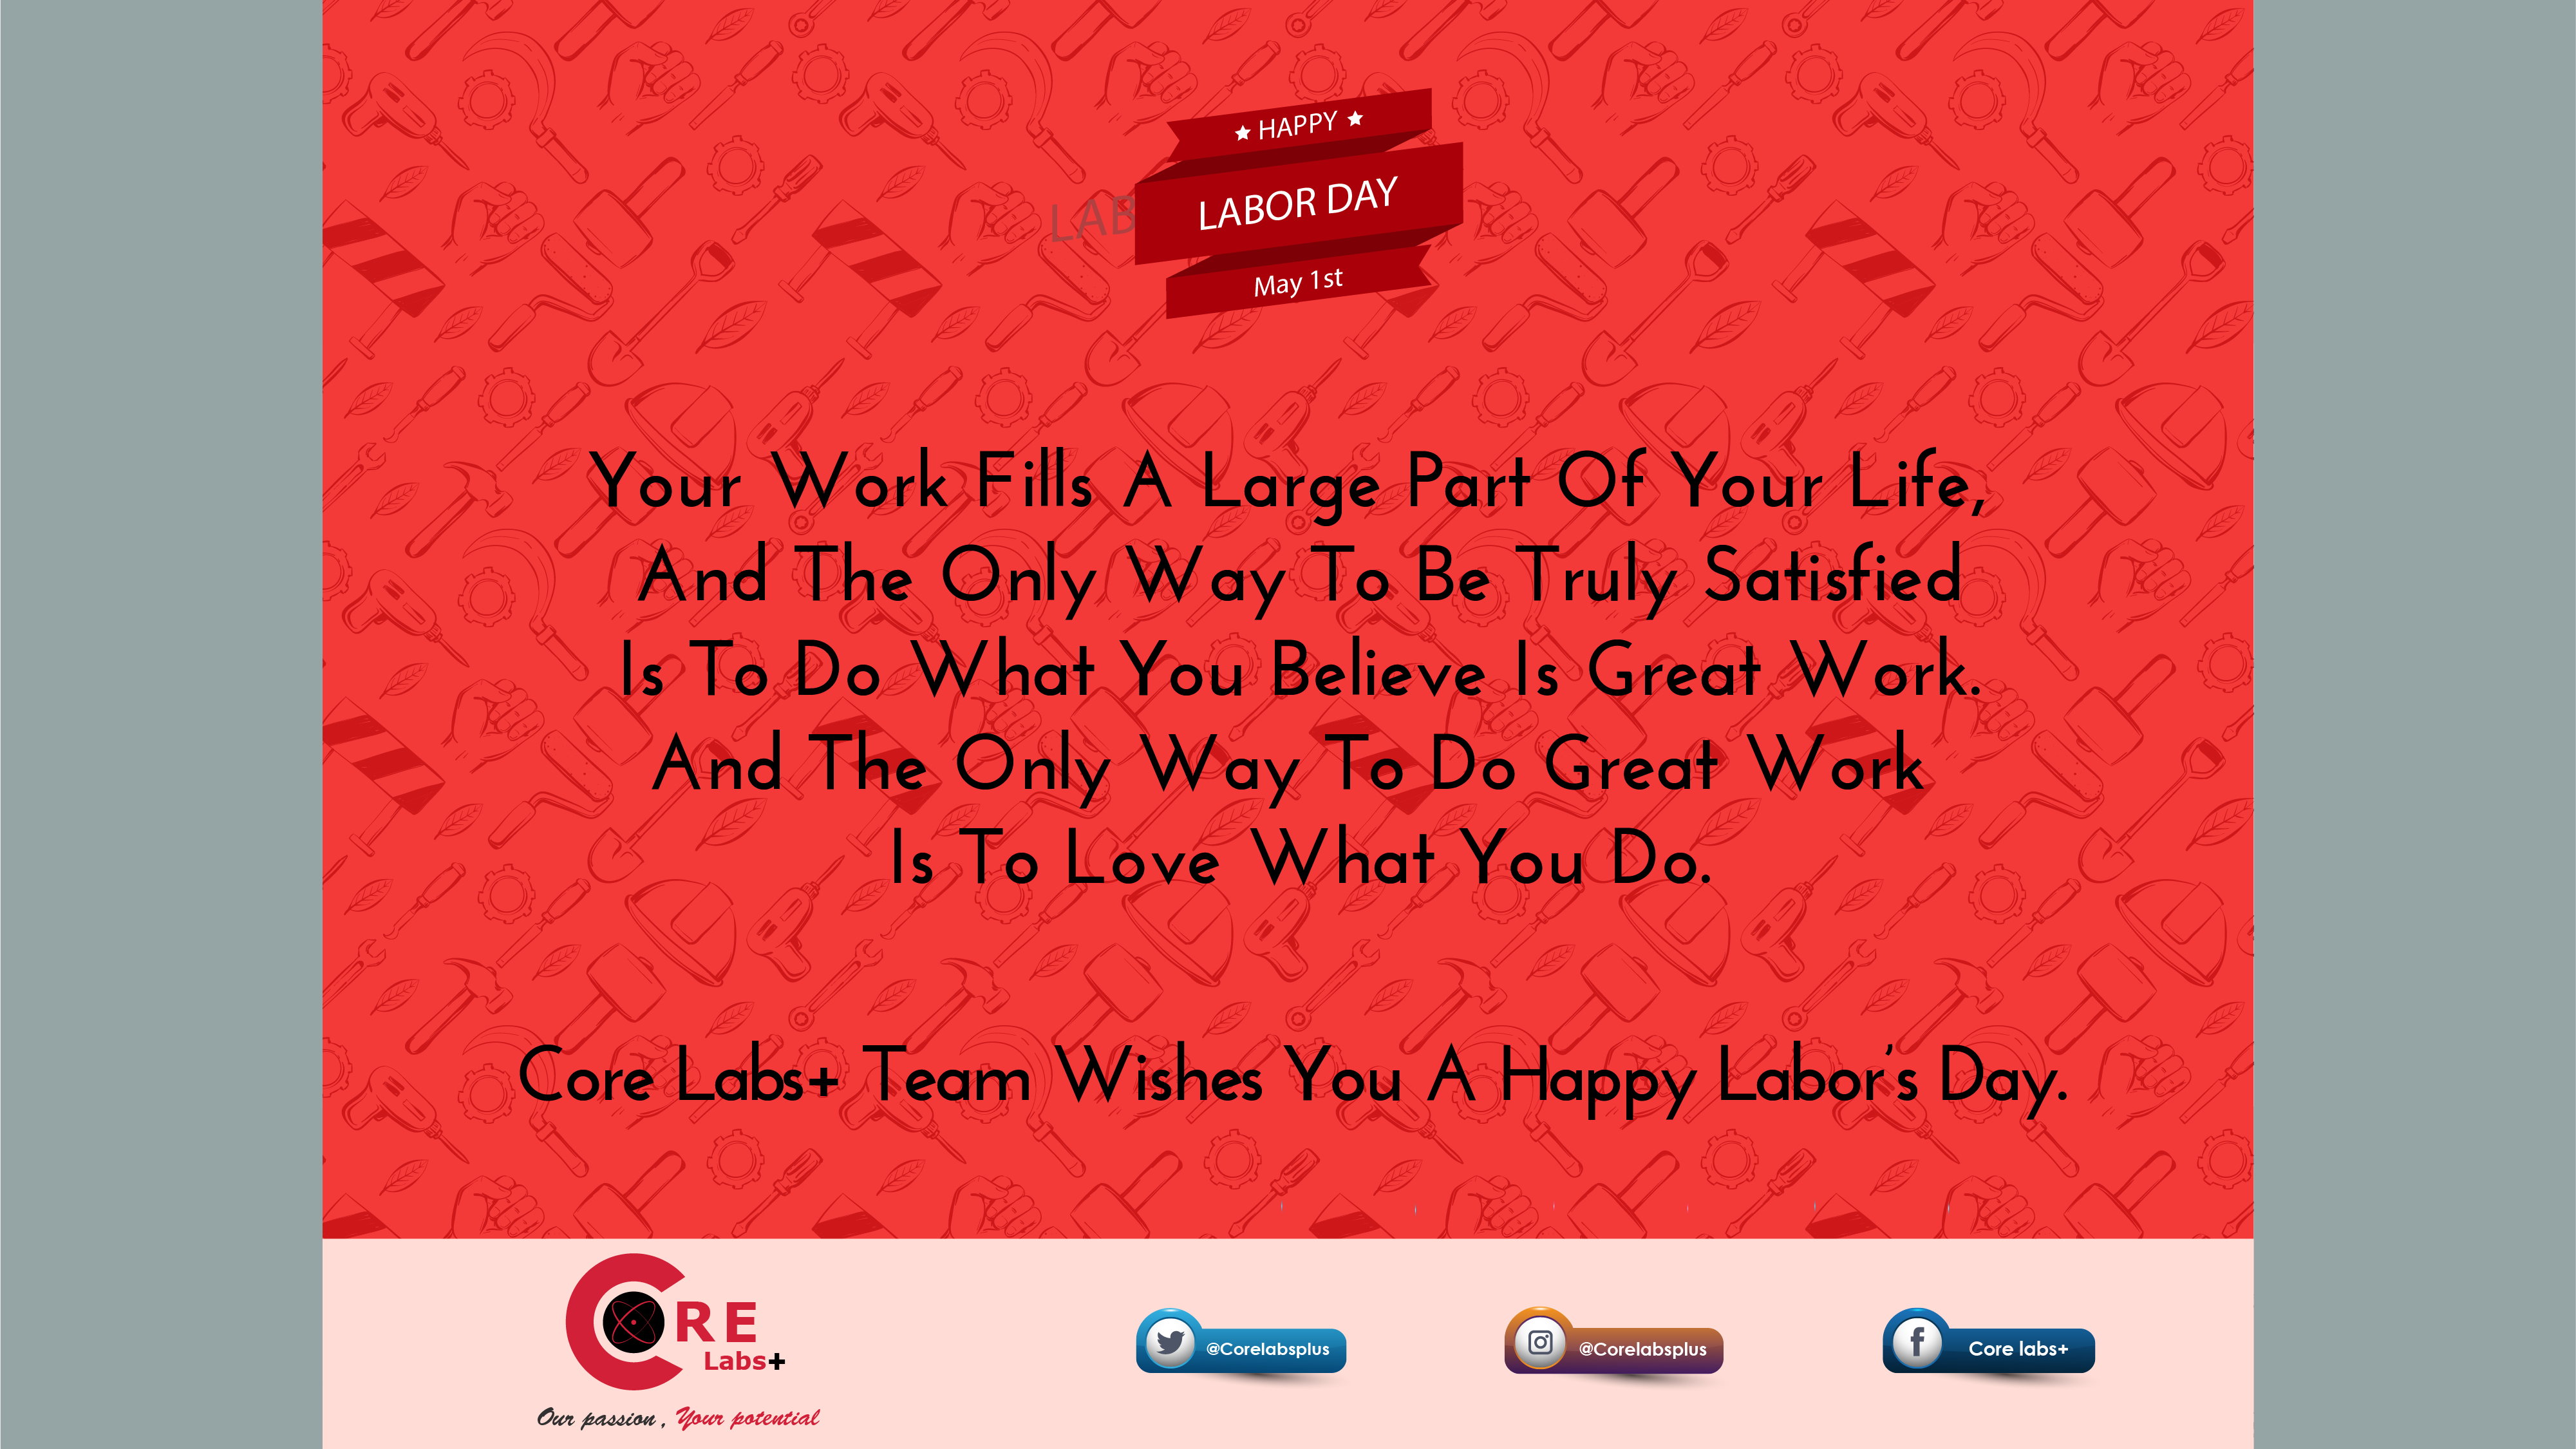 HAPPY
LABOR DAY
LAB
May 1st
Your Work Fills A Large Part Of Your Life,
And The Only Way To Be Truly Satisfied
Is To Do What You Believe Is Great Work.
And The Only Way To Do Great Work
Is To Love What You Do.
Core Labs+ Team Wishes You A Happy Labor’s Day.
CORE
Labs+
Our passion , Your potential
@Corelabsplus
@Corelabsplus
Core labs+